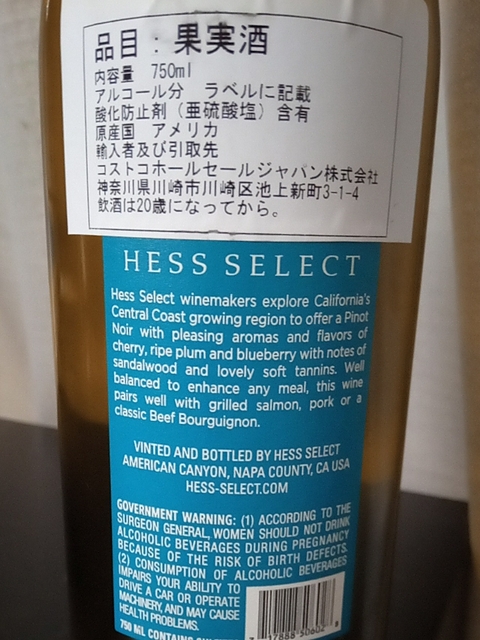 品目：果実酒
内容量　750ml
アルコール分　ラベルに記載
酸化防止剤（亜硫酸塩）含有
原産国　アメリカ
輸入者及び引取先
コストコホールセールジャパン株式会社
神奈川県川崎市川崎区池上新町3-1-4
飲酒は20歳になってから。
HESS SELECT
Hess Select winemakers explore California's
Central Coast growing region to offer a Pinot
Noir with pleasing aromas and flavors of
cherry, ripe plum and blueberry with notes of
sandalwood and lovely soft tannins. Well
balanced to enhance any meal, this wine
pairs well with grilled salmon, pork or a
classic Beef Bourguignon.
VINTED AND BOTTLED BY HESS SELECT
AMERICAN CANYON, NAPA COUNTY, CA USA
HESS-SELECT.COM
GOVERNMENT WARNING: (1) ACCORDING TO THE
SURGEON GENERAL, WOMEN SHOULD NOT DRINK
ALCOHOLIC BEVERAGES DURING PREGNANCY
BECAUSE OF THE RISK OF BIRTH DEFECTS.
(2) CONSUMPTION OF ALCOHOLIC BEVERAGES
IMPAIRS YOUR ABILITY TO
DRIVE A CAR OR OPERATE
MACHINERY, AND MAY CAUSE
HEALTH PROBLEMS.
750 ML CONTAINS